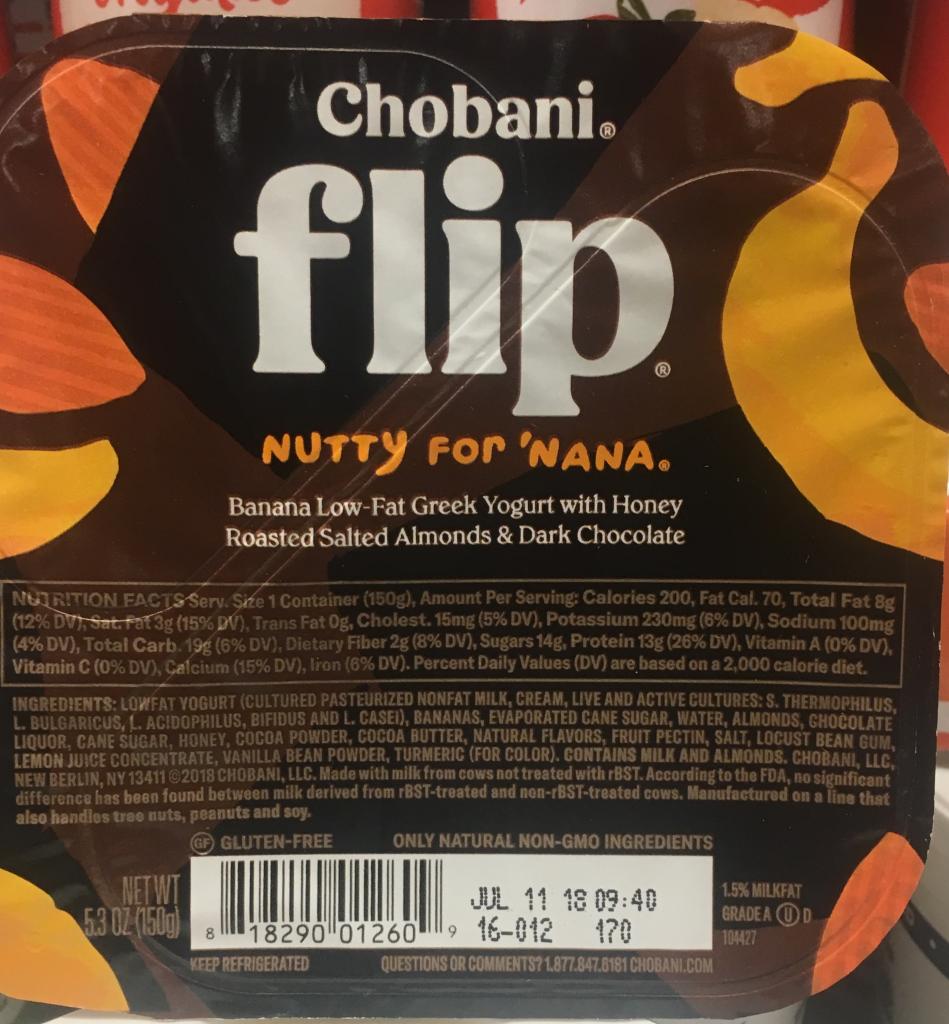 Chobani®
flip®
NUTTY FOR 'NANA®
Banana Low-Fat Greek Yogurt with Honey
Roasted Salted Almonds & Dark Chocolate
NUTRITION FACTS Serv. Size 1 Container (150g), Amount Per Serving: Calories 200, Fat Cal. 70, Total Fat 8g
(12% DV), Sat. Fat 3g (15% DV), Trans Fat 0g, Cholest. 15mg (5% DV), Potassium 230mg (6% DV), Sodium 100mg
(4% DV), Total Carb. 19g (6% DV), Dietary Fiber 2g (8% DV), Sugars 14g, Protein 13g (26% DV), Vitamin A (0% DV),
Vitamin C (0% DV), Calcium (15% DV), Iron (6% DV). Percent Daily Values (DV) are based on a 2,000 calorie diet.
INGREDIENTS: LOWFAT YOGURT (CULTURED PASTEURIZED NONFAT MILK, CREAM, LIVE AND ACTIVE CULTURES: S. THERMOPHILUS,
L. BULGARICUS, L. ACIDOPHILUS, BIFIDUS AND L. CASEI), BANANAS, EVAPORATED CANE SUGAR, WATER, ALMONDS, CHOCOLATE
LIQUOR, CANE SUGAR, HONEY, COCOA POWDER, COCOA BUTTER, NATURAL FLAVORS, FRUIT PECTIN, SALT, LOCUST BEAN GUM,
LEMON JUICE CONCENTRATE, VANILLA BEAN POWDER, TURMERIC (FOR COLOR). CONTAINS MILK AND ALMONDS. CHOBANI, LLC,
NEW BERLIN, NY 13411 ©2018 CHOBANI, LLC. Made with milk from cows not treated with rBST. According to the FDA, no significant
difference has been found between milk derived from rBST-treated and non-rBST-treated cows. Manufactured on a line that
also handles tree nuts, peanuts and soy.
GF GLUTEN-FREE ONLY NATURAL NON-GMO INGREDIENTS
NET WT
5.3 OZ (150g)
8 18290 01260 9
JUL 11 18 09:40
16-012 170
1.5% MILKFAT
GRADE A U D
104427
KEEP REFRIGERATED QUESTIONS OR COMMENTS? 1.877.847.6181 CHOBANI.COM